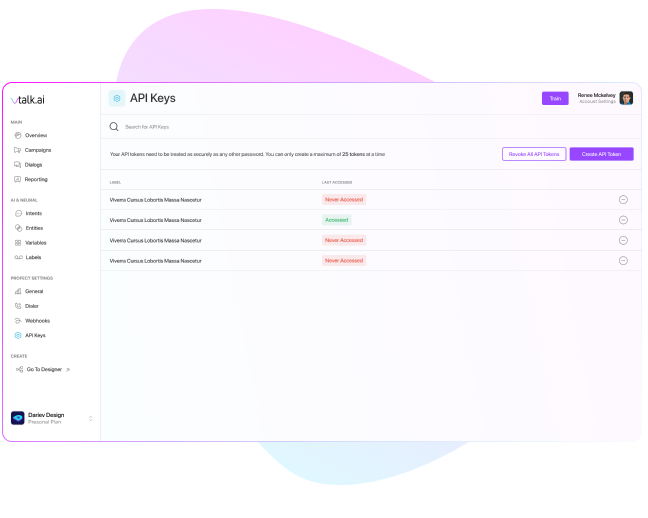 vtalk.ai
API Keys
Train
Renee Mckelvey
Account Settings
MAIN
Overview
Campaigns
Dialogs
Reporting
AI & NEURAL
Intents
Entities
Variables
Labels
PROJECT SETTINGS
General
Dialer
Webhooks
API Keys
CREATE
Go To Designer »
Dariev Design
Presonal Plan
Search for API Keys
Your API tokens need to be treated as securely as any other password. You can only create a maximum of 25 tokens at a time
Revoke All API Tokens
Create API Token
LABEL LAST ACCESSED
Viverra Cursus Lobortis Massa Nascetur Never Accessed
Viverra Cursus Lobortis Massa Nascetur Accessed
Viverra Cursus Lobortis Massa Nascetur Never Accessed
Viverra Cursus Lobortis Massa Nascetur Never Accessed